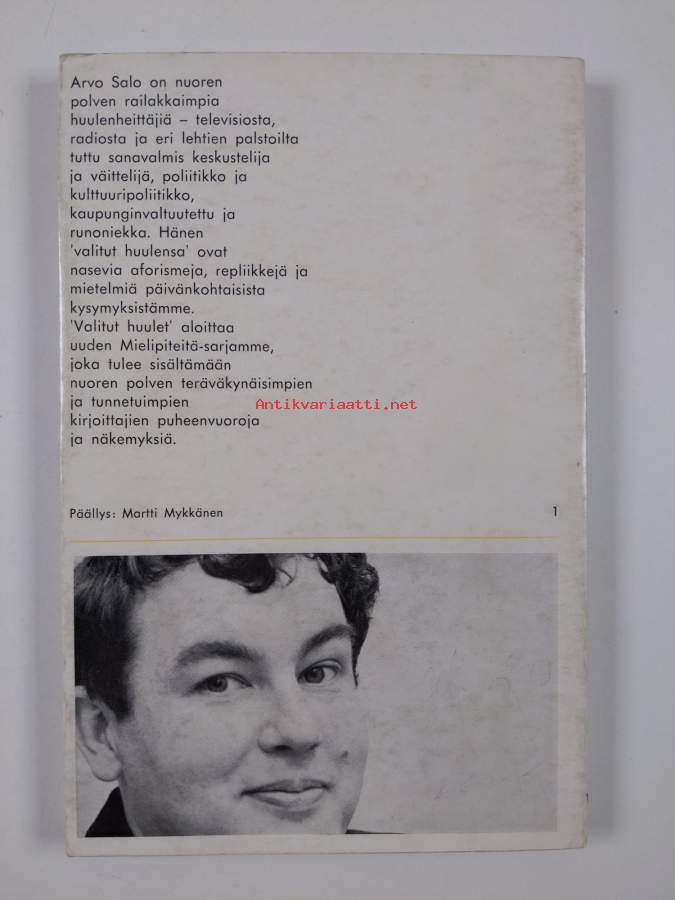 Arvo Salo on nuoren
polven railakkaimpia
huulenheittäjiä – televisiosta,
radiosta ja eri lehtien palstoilta
tuttu sanavalmis keskustelija
ja väittelijä, poliitikko ja
kulttuuripoliitikko,
kaupunginvaltuutettu ja
runoniekka. Hänen
'valitut huulensa' ovat
nasevia aforismeja, repliikkejä ja
mietelmiä päivänkohtaisista
kysymyksistämme.
'Valitut huulet' aloittaa
uuden Mielipiteitä-sarjamme,
joka tulee sisältämään
nuoren polven teräväkynäisimpien
ja tunnetuimpien
Antikvariaatti.net
kirjoittajien puheenvuoroja
ja näkemyksiä.
Päällys: Martti Mykkänen 1